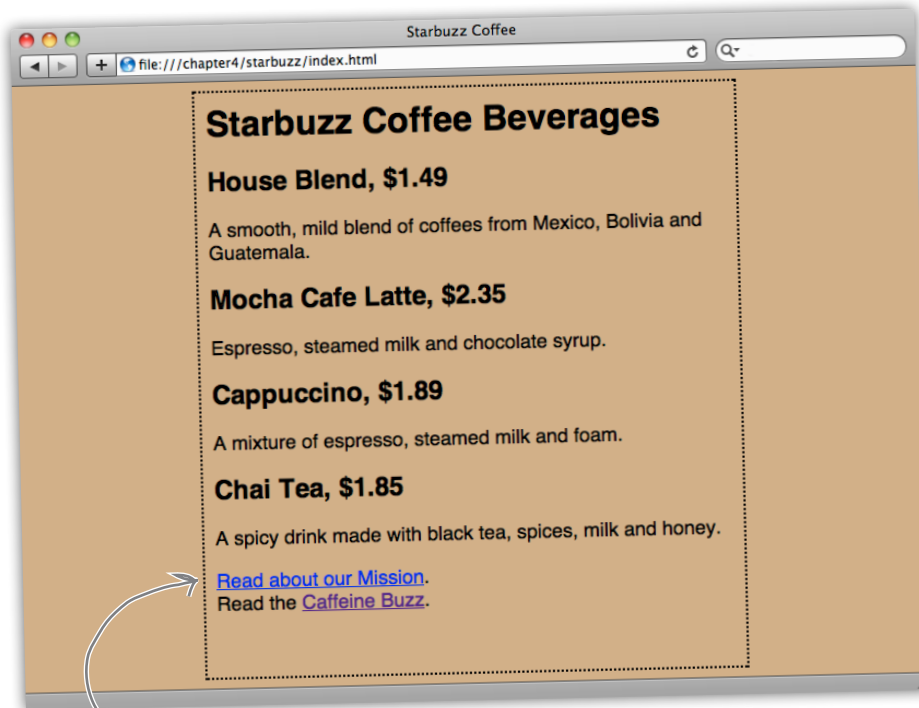 Starbuzz Coffee
file:///chapter4/starbuzz/index.html
Starbuzz Coffee Beverages
House Blend, $1.49
A smooth, mild blend of coffees from Mexico, Bolivia and
Guatemala.
Mocha Cafe Latte, $2.35
Espresso, steamed milk and chocolate syrup.
Cappuccino, $1.89
A mixture of espresso, steamed milk and foam.
Chai Tea, $1.85
A spicy drink made with black tea, spices, milk and honey.
Read about our Mission.
Read the Caffeine Buzz.